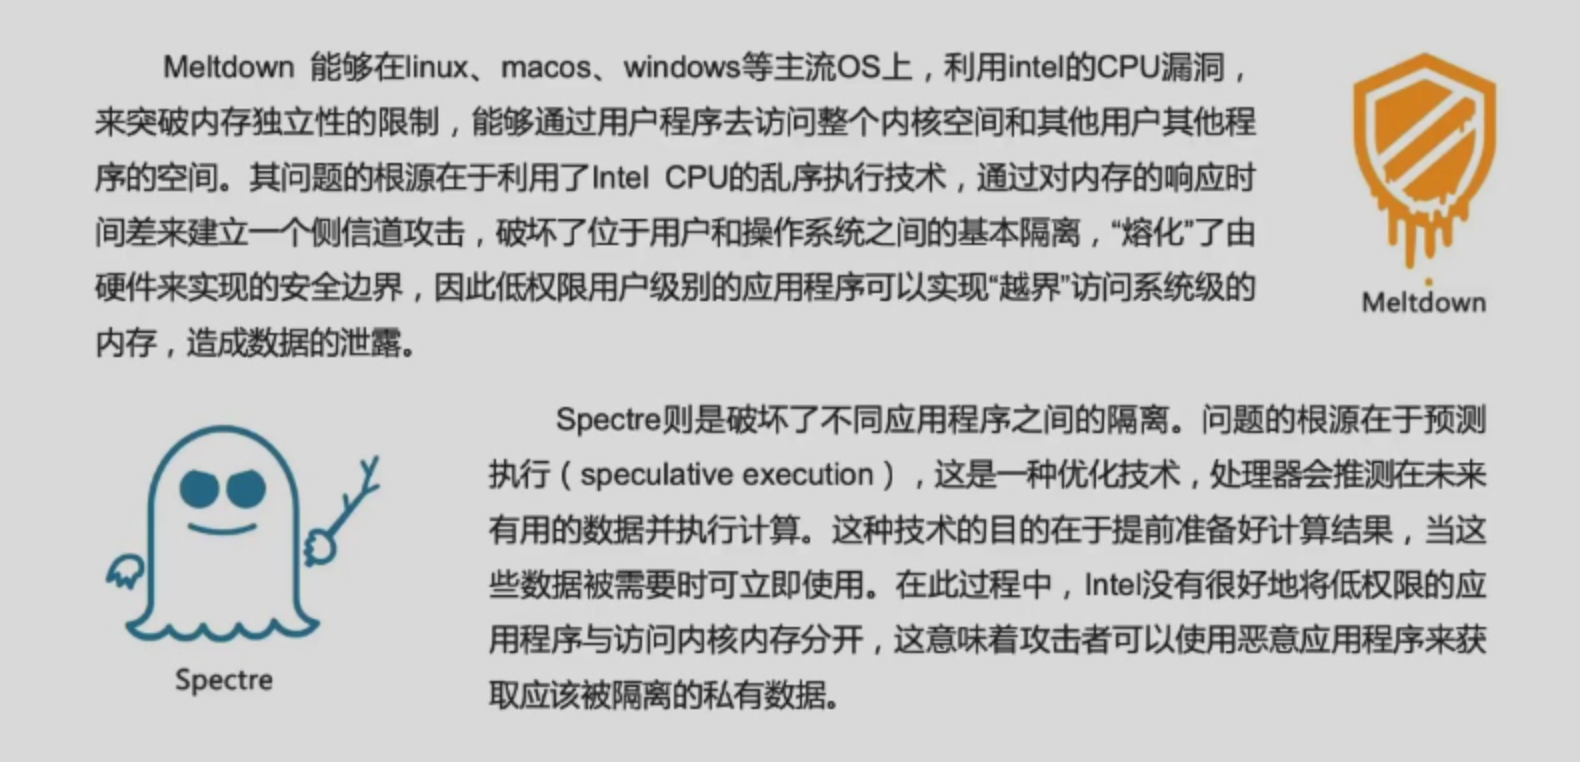 Meltdown 能够在linux、macos、windows等主流OS上，利用intel的CPU漏洞，
来突破内存独立性的限制，能够通过用户程序去访问整个内核空间和其他用户其他程
序的空间。其问题的根源在于利用了Intel CPU的乱序执行技术，通过对内存的响应时
间差来建立一个侧信道攻击，破坏了位于用户和操作系统之间的基本隔离，“熔化”了由
硬件来实现的安全边界，因此低权限用户级别的应用程序可以实现“越界”访问系统级的
内存，造成数据的泄露。
Meltdown
Spectre则是破坏了不同应用程序之间的隔离。问题的根源在于预测
执行（speculative execution），这是一种优化技术，处理器会推测在未来
有用的数据并执行计算。这种技术的目的在于提前准备好计算结果，当这
些数据被需要时可立即使用。在此过程中，Intel没有很好地将低权限的应
用程序与访问内核内存分开，这意味着攻击者可以使用恶意应用程序来获
取应该被隔离的私有数据。
Spectre